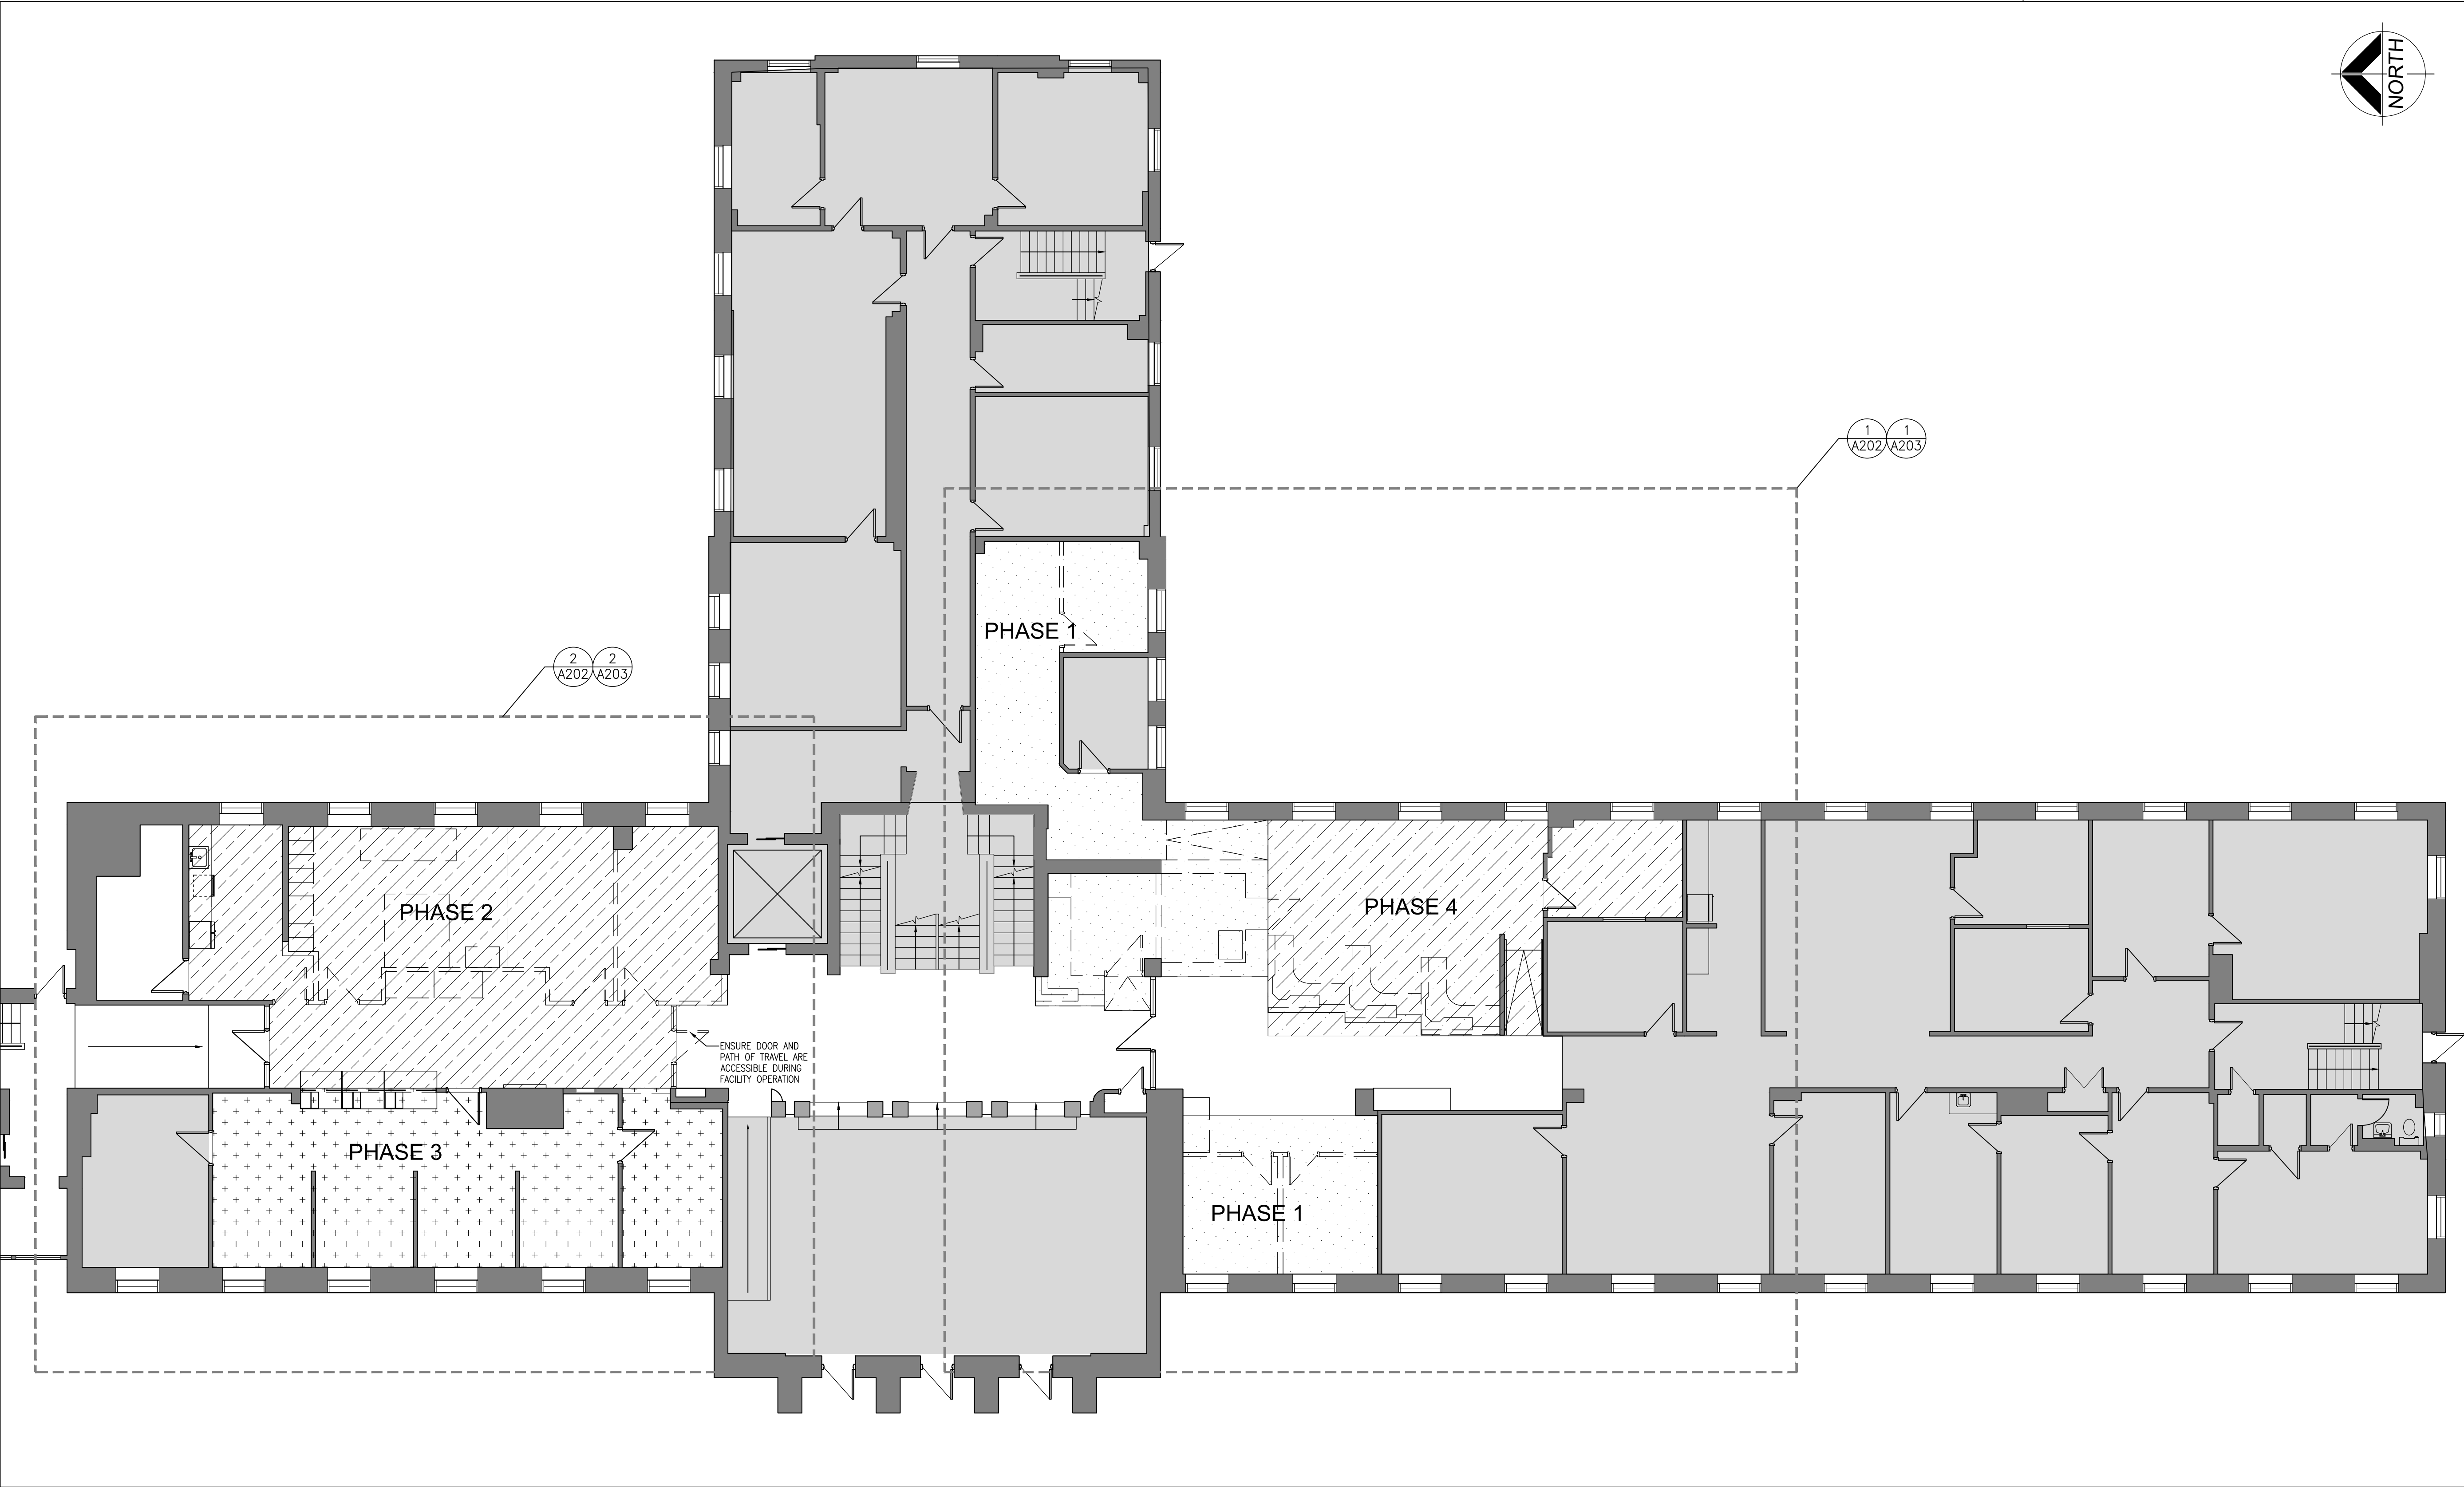 NORTH
1 1
A202 A203
PHASE 1
2 2
A202 A203
PHASE 2
PHASE 4
ENSURE DOOR AND
PATH OF TRAVEL ARE
ACCESSIBLE DURING
FACILITY OPERATION
PHASE 3
PHASE 1